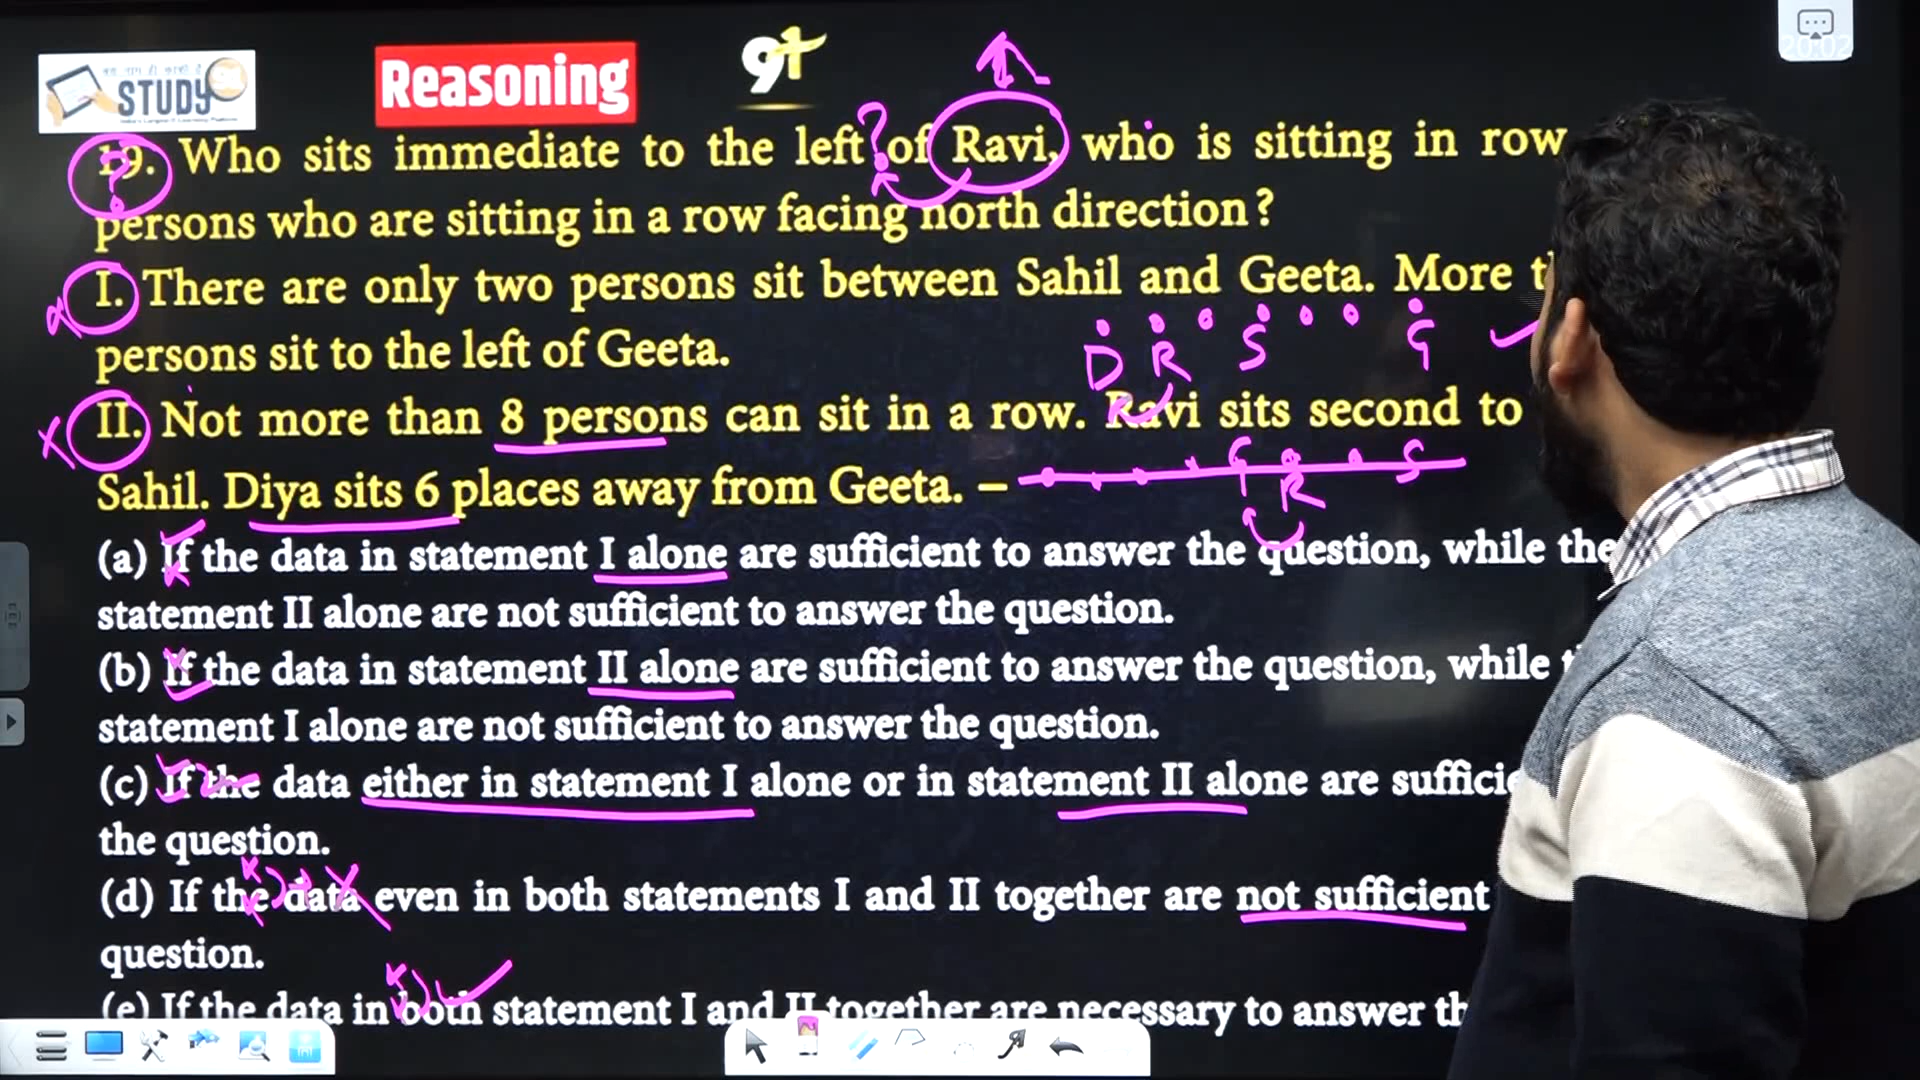 STUDY
Reasoning
9+
20:02
?
19. Who sits immediate to the left of Ravi, who is sitting in row
?
persons who are sitting in a row facing north direction?
I. There are only two persons sit between Sahil and Geeta. More
D R S G
persons sit to the left of Geeta.
II. Not more than 8 persons can sit in a row. Ravi sits second to
G R S
Sahil. Diya sits 6 places away from Geeta. –
(a) If the data in statement I alone are sufficient to answer the question, while the
statement II alone are not sufficient to answer the question.
(b) If the data in statement II alone are sufficient to answer the question, while
statement I alone are not sufficient to answer the question.
(c) If the data either in statement I alone or in statement II alone are
the question.
(d) If the data even in both statements I and II together are not sufficient
question.
(e) If the data in both statement I and II together are necessary to answer